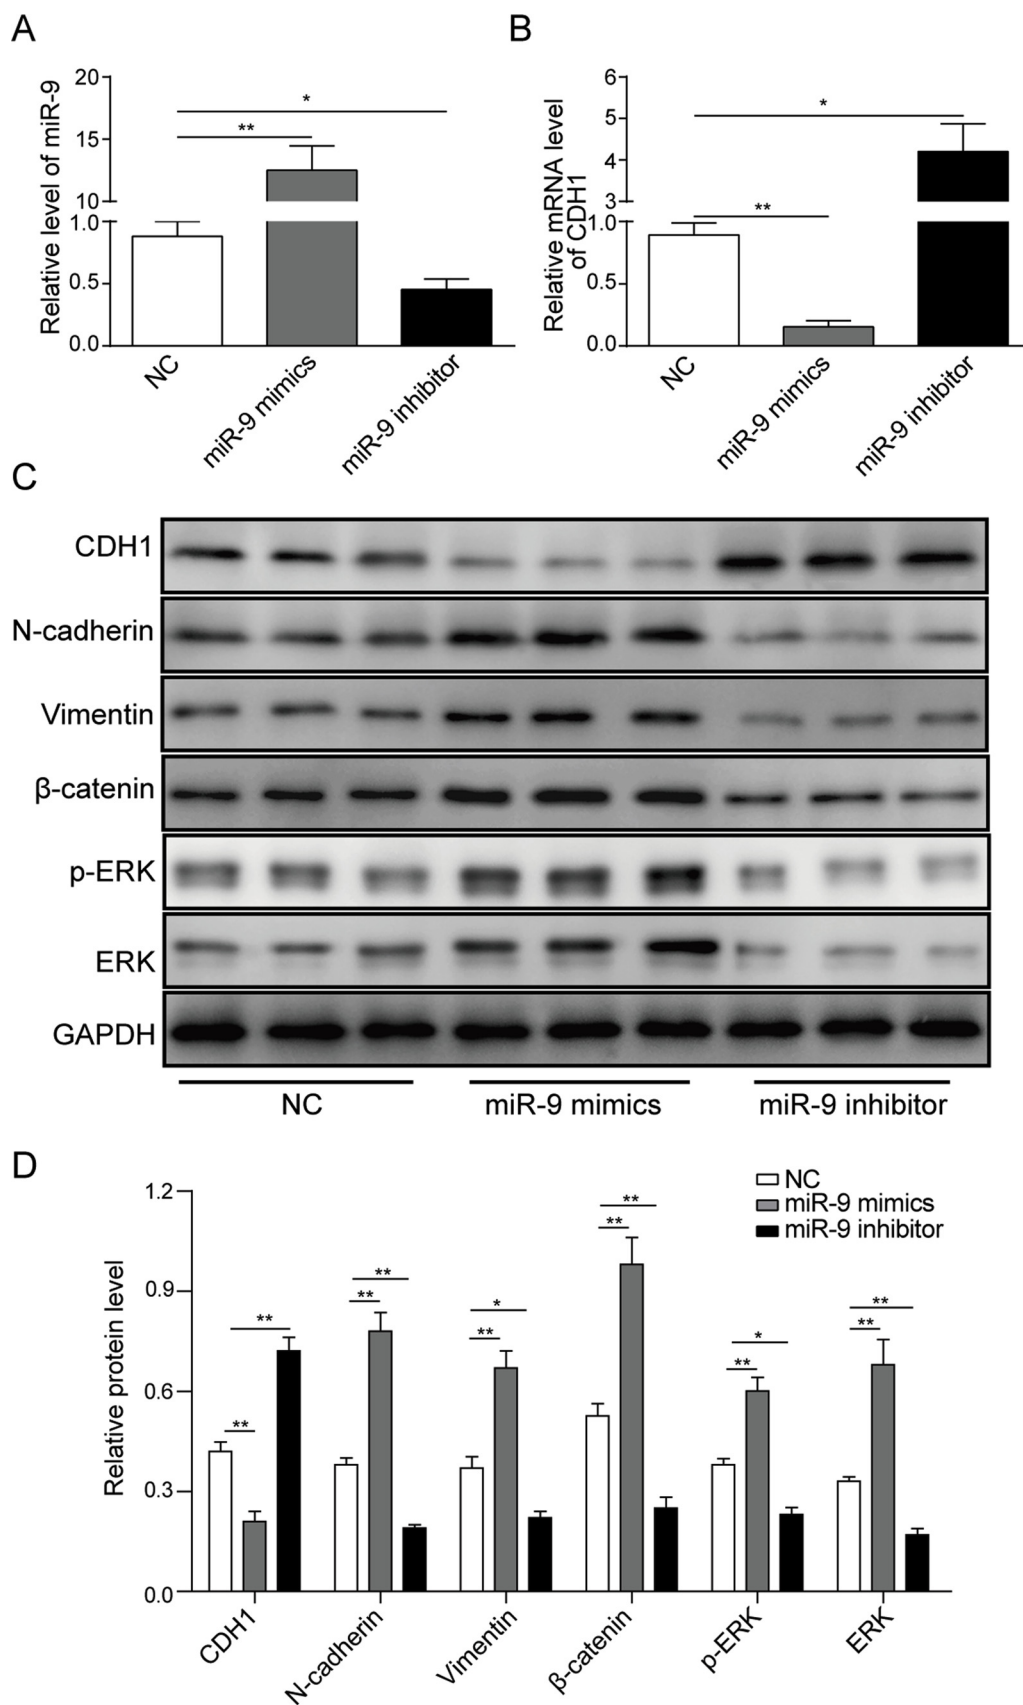 A
Relative level of miR-9
20
15
10
1.0
0.5
0.0
*
**
NC
miR-9 mimics
miR-9 inhibitor
B
Relative mRNA level
of CDH1
6
5
4
3
1.0
0.5
0.0
*
**
NC
miR-9 mimics
miR-9 inhibitor
C
CDH1
N-cadherin
Vimentin
β-catenin
p-ERK
ERK
GAPDH
NC
miR-9 mimics
miR-9 inhibitor
D
Relative protein level
1.2
0.9
0.6
0.3
0.0
NC
miR-9 mimics
miR-9 inhibitor
**
**
**
**
*
**
**
**
*
**
**
**
CDH1
N-cadherin
Vimentin
β-catenin
p-ERK
ERK